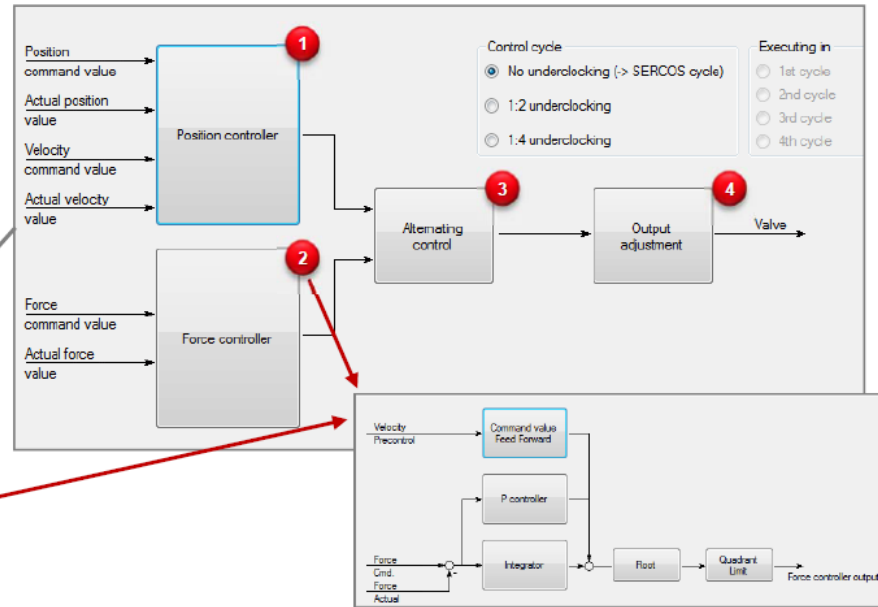 Position
command value
Actual position
value
Velocity
command value
Actual velocity
value
Position controller
1
Control cycle
No underclocking (-> SERCOS cycle)
1:2 underclocking
1:4 underclocking
Executing in
1st cycle
2nd cycle
3rd cycle
4th cycle
Force
command value
Actual force
value
Force controller
2
Alternating
control
3
Output
adjustment
4
Valve
Velocity
Precontrol
Command value
Feed Forward
P controller
Force
Cmd.
Force
Actual
-
Integrator
Root
Quadrant
Limit
Force controller output